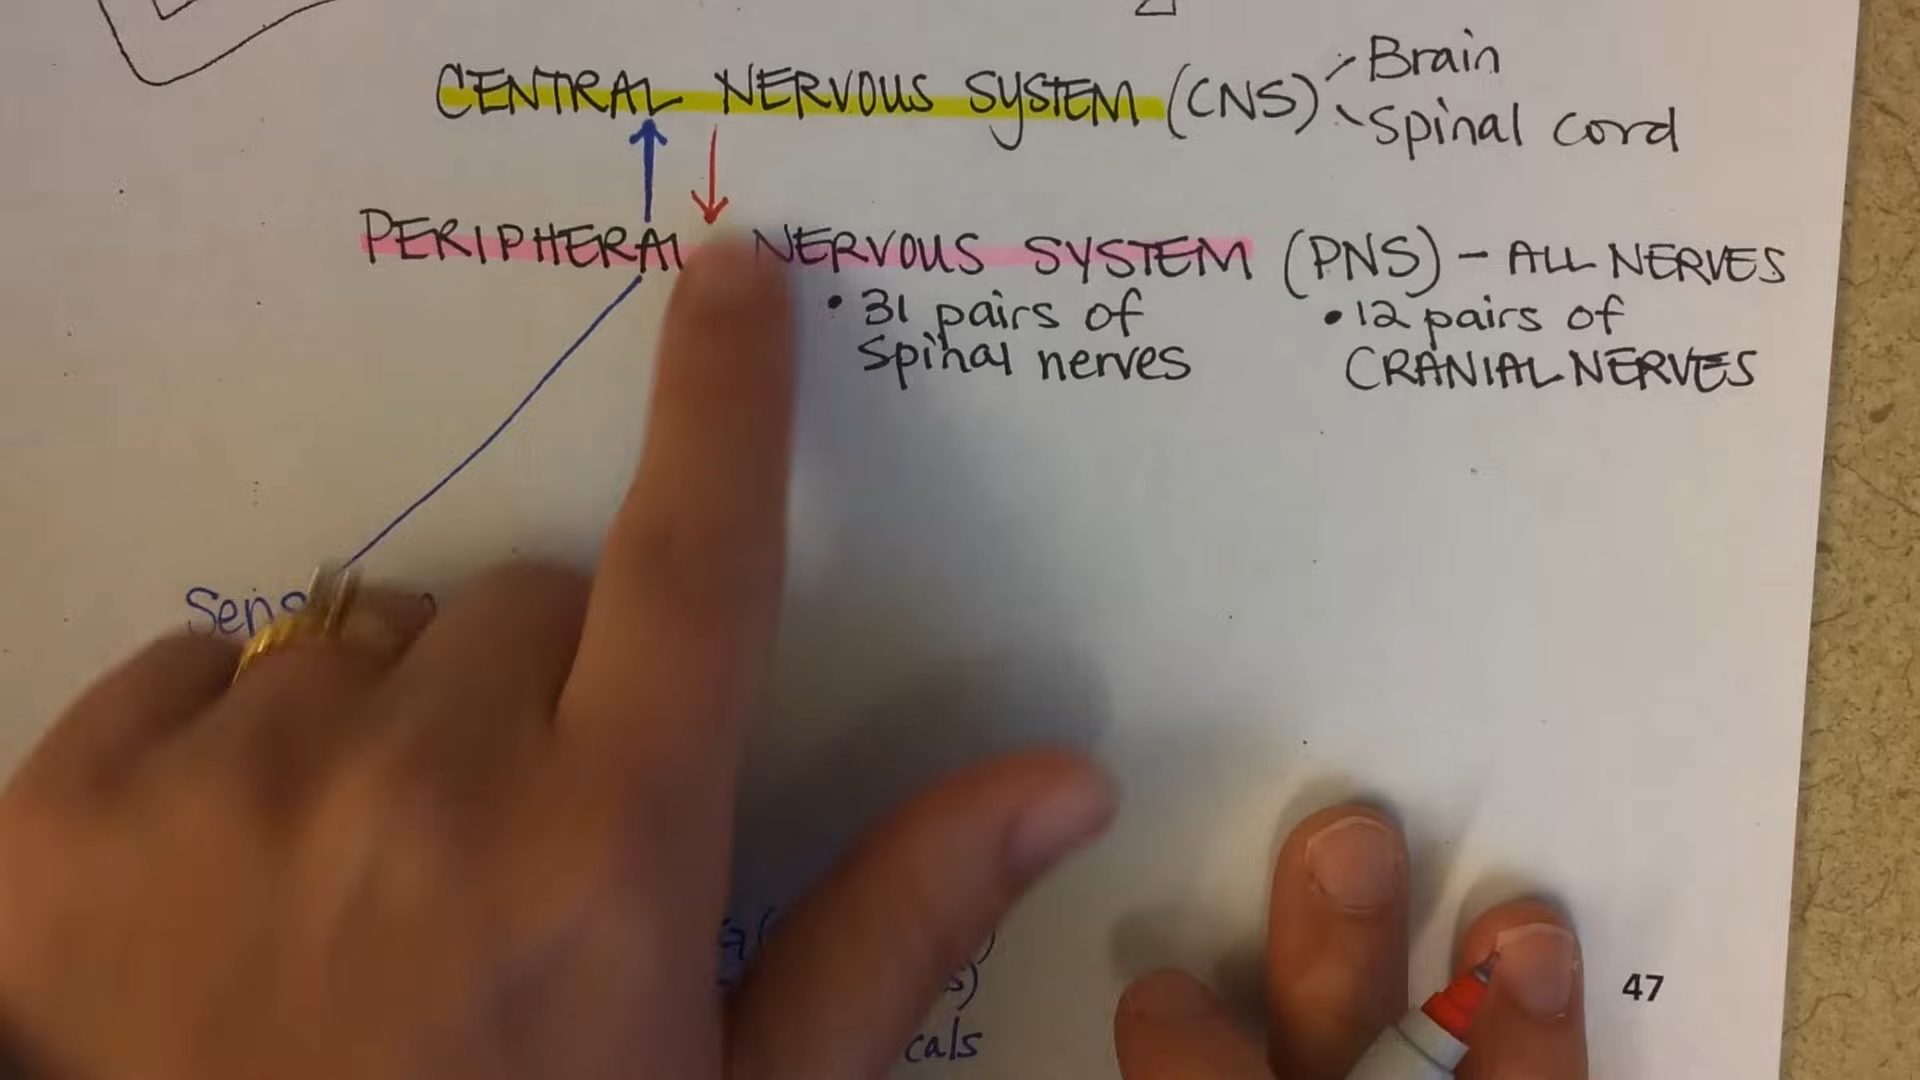 CENTRAL NERVOUS SYSTEM (CNS)
Brain
Spinal cord
PERIPHERAL NERVOUS SYSTEM (PNS) - ALL NERVES
• 31 pairs of
Spinal nerves
• 12 pairs of
CRANIAL NERVES
47